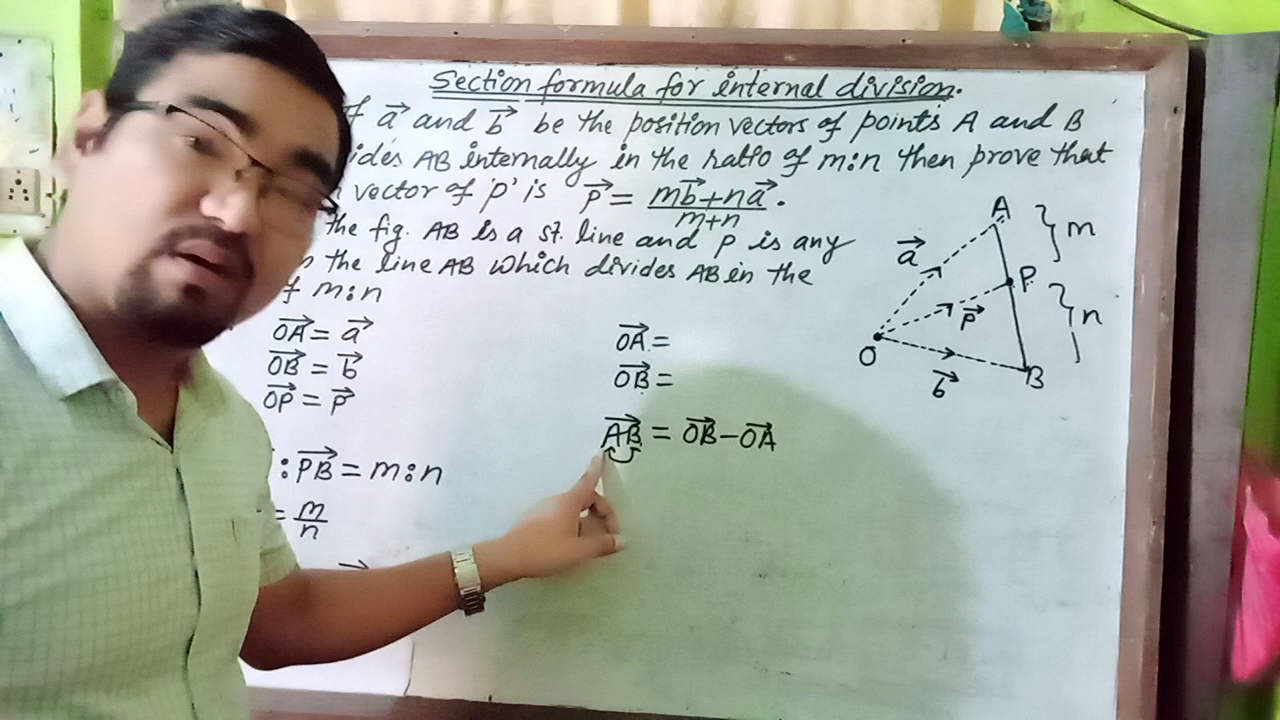 Section formula for internal division.
f a⃗ and b⃗ be the position vectors of points A and B
ides AB internally in the ratio of m:n then prove that
vector of 'p' is p⃗ = (mb⃗+na⃗)/(m+n).
the fig. AB is a st. line and P is any
the line AB which divides AB in the
f m:n
OA⃗ = a⃗
OB⃗ = b⃗
OP⃗ = p⃗
: PB⃗ = m:n
= m/n
OA⃗ =
OB⃗ =
AB⃗ = OB⃗ - OA⃗
A
m
a⃗
P
n
p⃗
O
B
b⃗